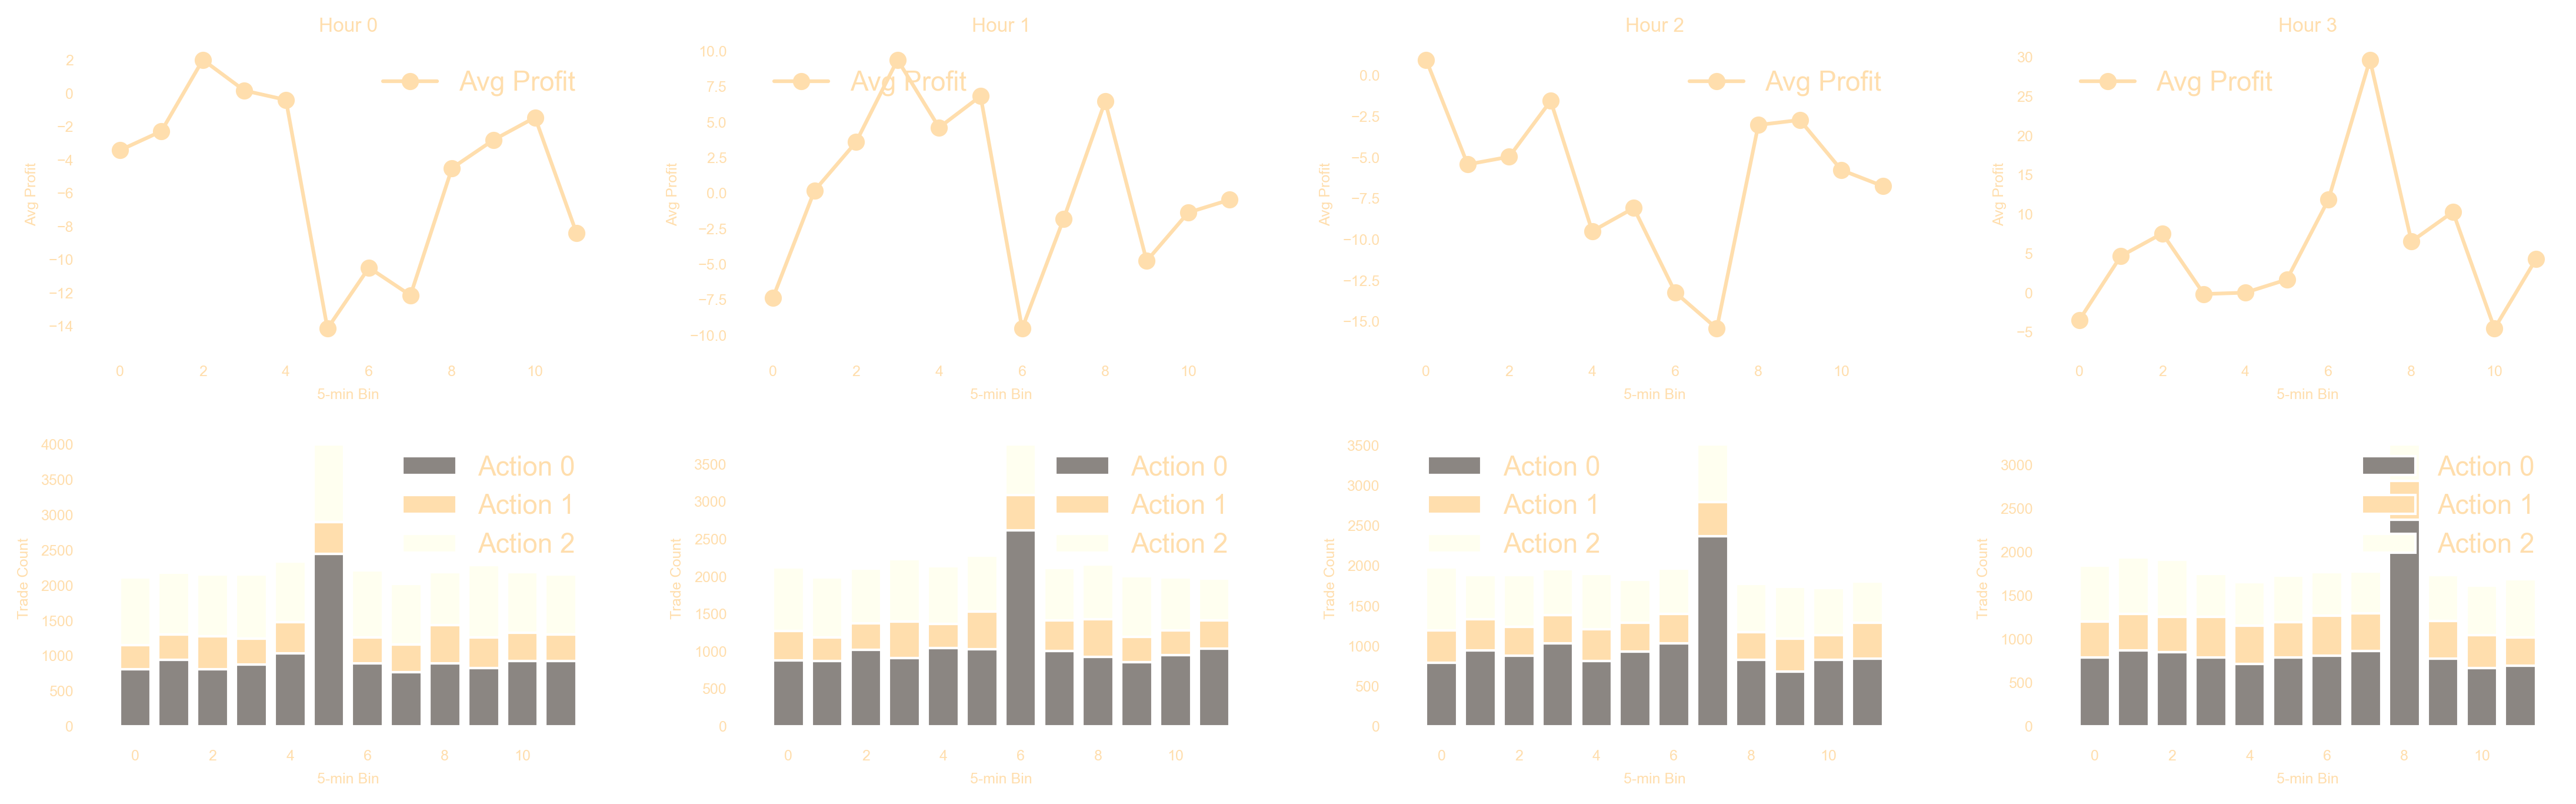 Hour 0
2
0
−2
−4
−6
−8
−10
−12
−14
Avg Profit
Avg Profit
0 2 4 6 8 10
5-min Bin
Hour 1
10.0
7.5
5.0
2.5
0.0
−2.5
−5.0
−7.5
−10.0
Avg Profit
Avg Profit
0 2 4 6 8 10
5-min Bin
Hour 2
0.0
−2.5
−5.0
−7.5
−10.0
−12.5
−15.0
Avg Profit
Avg Profit
0 2 4 6 8 10
5-min Bin
Hour 3
30
25
20
15
10
5
0
−5
Avg Profit
Avg Profit
0 2 4 6 8 10
5-min Bin
4000
3500
3000
2500
2000
1500
1000
500
0
Trade Count
Action 0
Action 1
Action 2
0 2 4 6 8 10
5-min Bin
3500
3000
2500
2000
1500
1000
500
0
Trade Count
Action 0
Action 1
Action 2
0 2 4 6 8 10
5-min Bin
3500
3000
2500
2000
1500
1000
500
0
Trade Count
Action 0
Action 1
Action 2
0 2 4 6 8 10
5-min Bin
3000
2500
2000
1500
1000
500
0
Trade Count
Action 0
Action 1
Action 2
0 2 4 6 8 10
5-min Bin